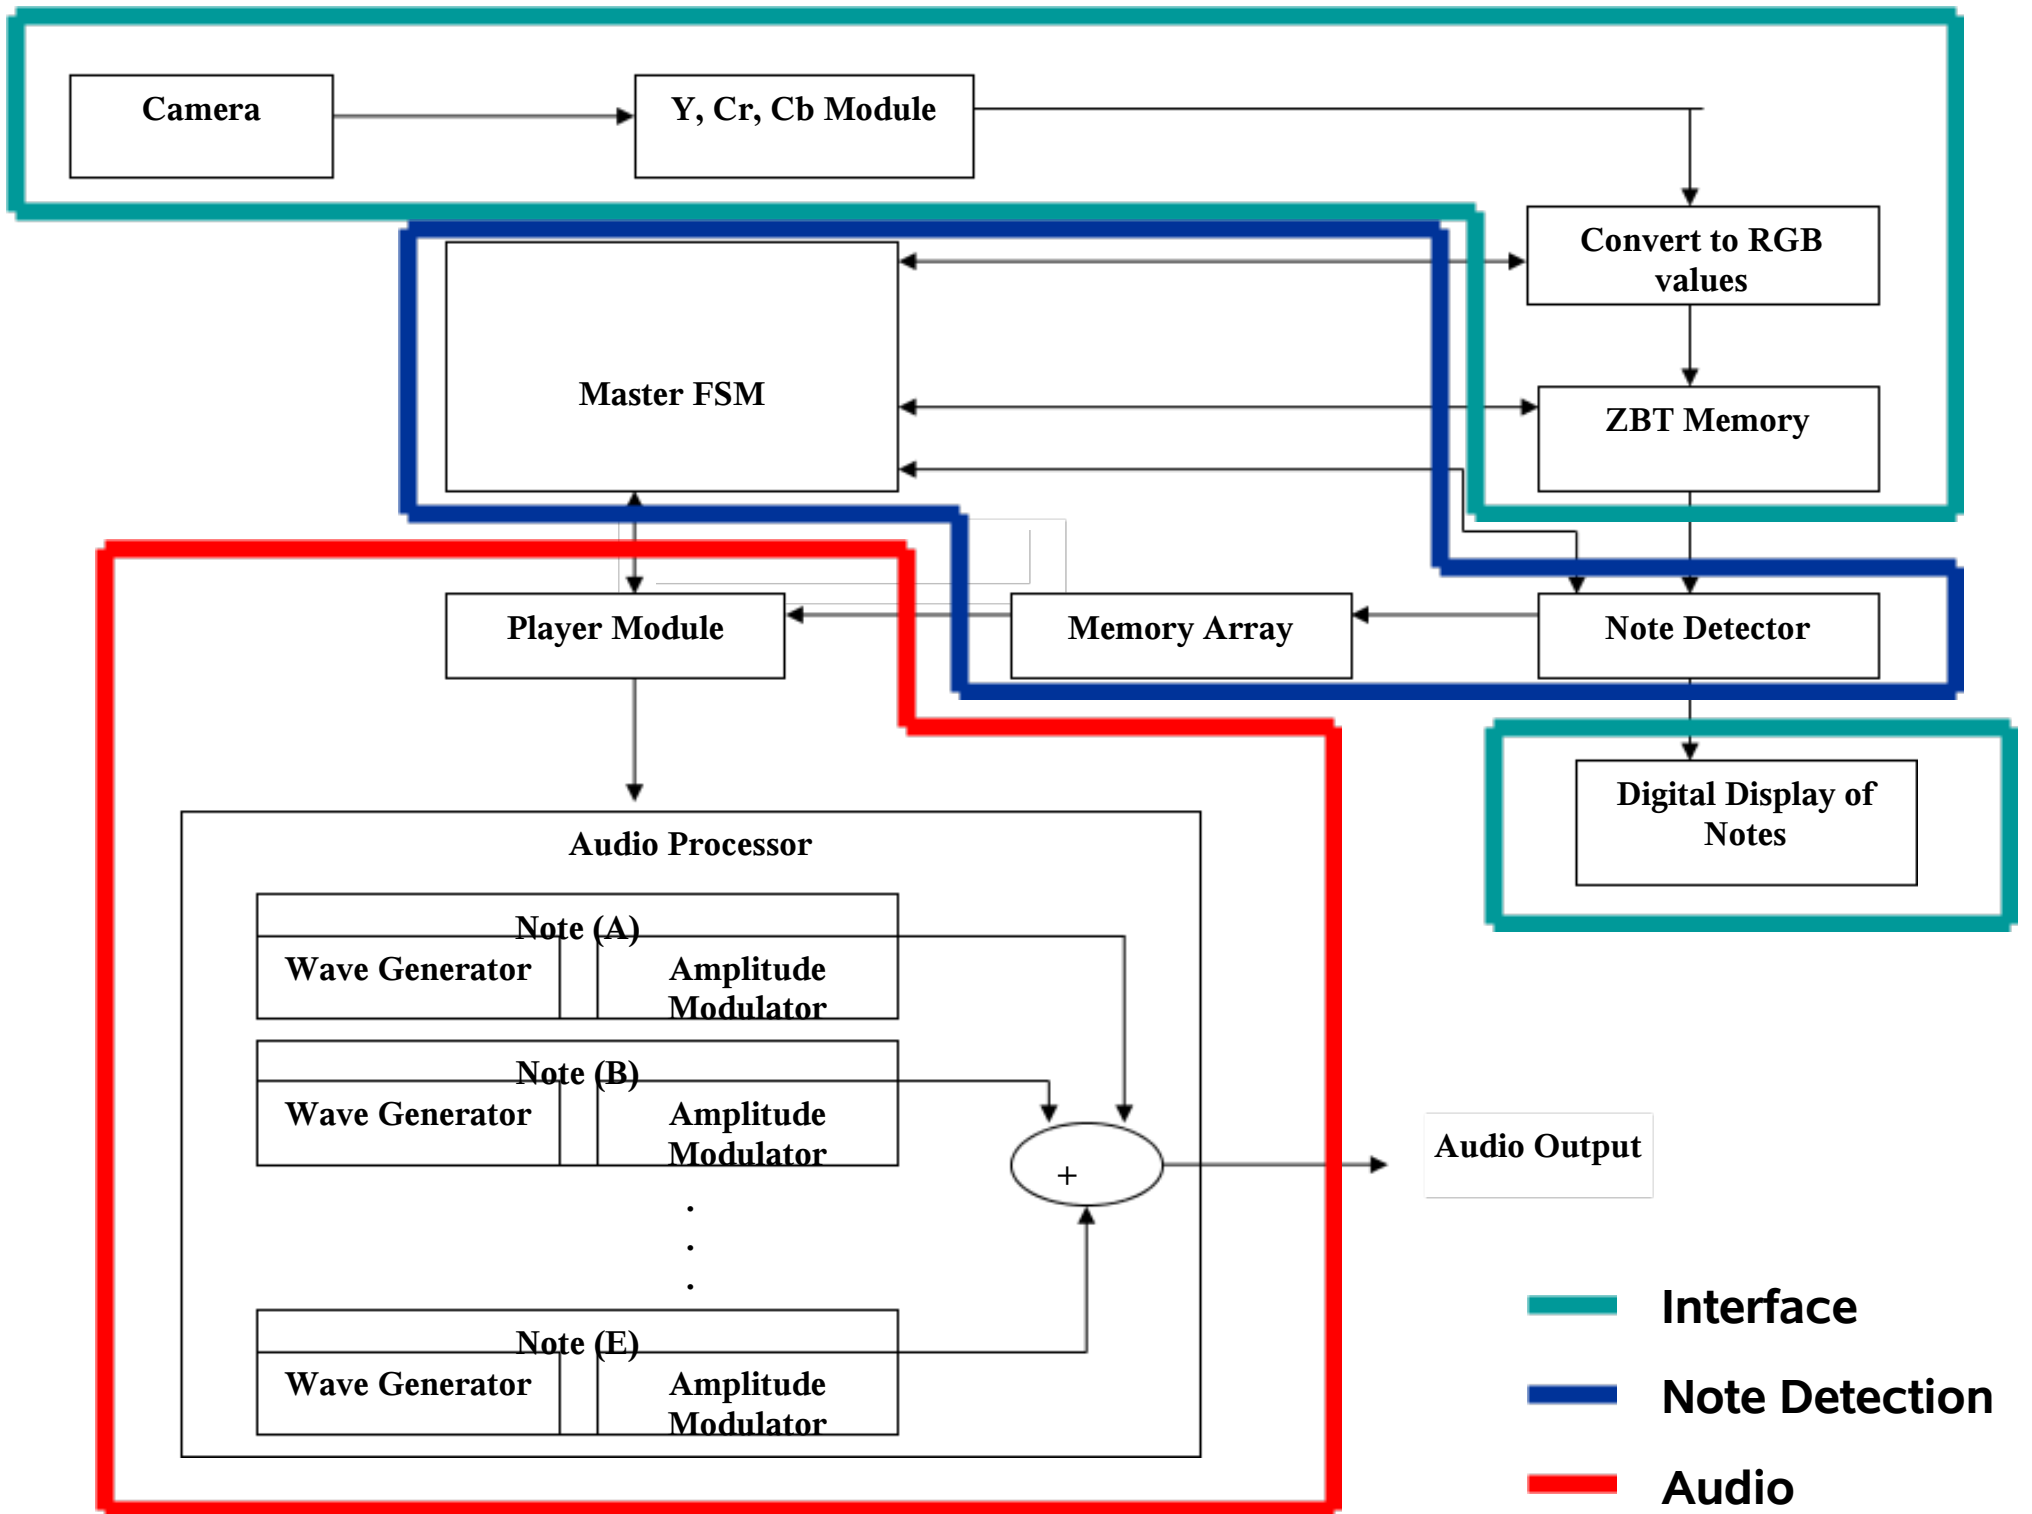 Camera
Y, Cr, Cb Module
Convert to RGB
values
Master FSM
ZBT Memory
Player Module
Memory Array
Note Detector
Digital Display of
Notes
Audio Processor
Note (A)
Wave Generator
Amplitude
Modulator
Note (B)
Wave Generator
Amplitude
Modulator
+
Audio Output
.
.
.
Note (E)
Wave Generator
Amplitude
Modulator
Interface
Note Detection
Audio